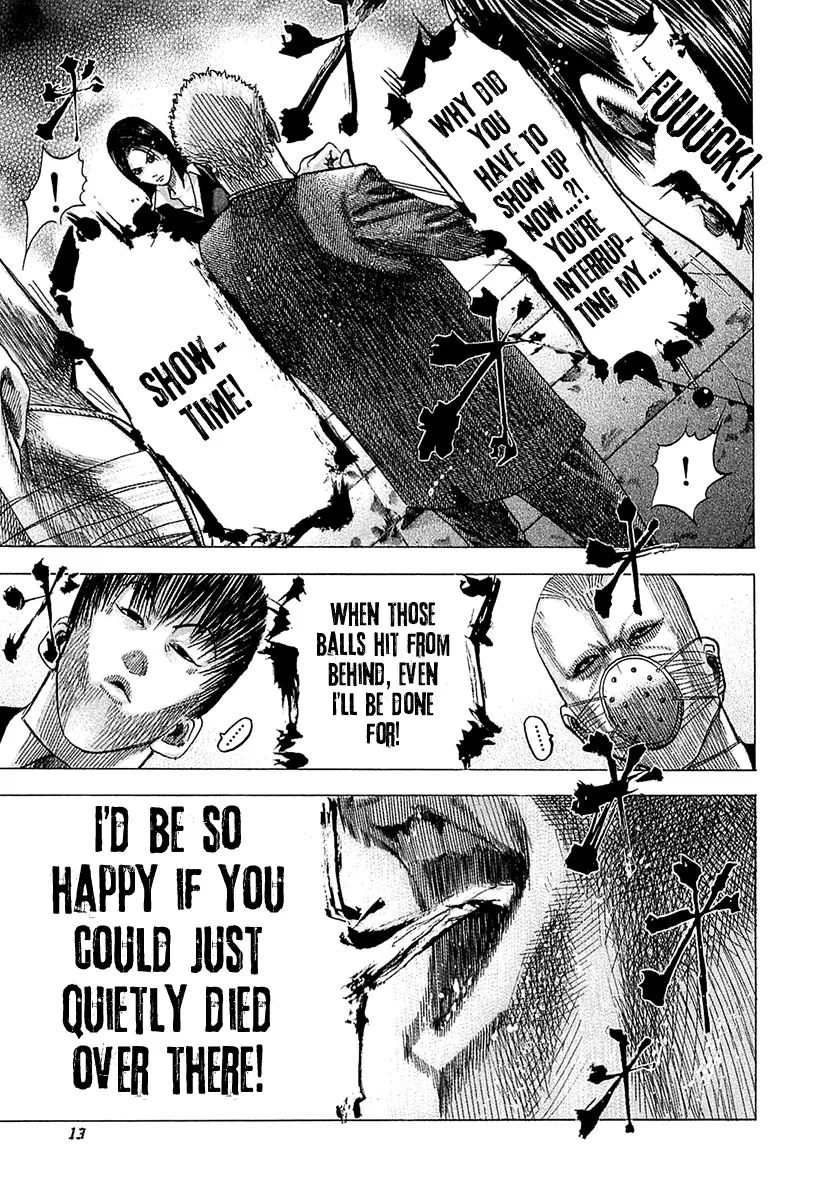 FUUUUCK!
WHY DID
YOU
HAVE TO
SHOW UP
NOW...?!
YOU'RE
INTERRUP-
TING MY...
!
SHOW-
TIME!
!
WHEN THOSE
BALLS HIT FROM
BEHIND, EVEN
I'LL BE DONE
FOR!
......
......
I'D BE SO
HAPPY IF YOU
COULD JUST
QUIETLY DIED
OVER THERE!
13